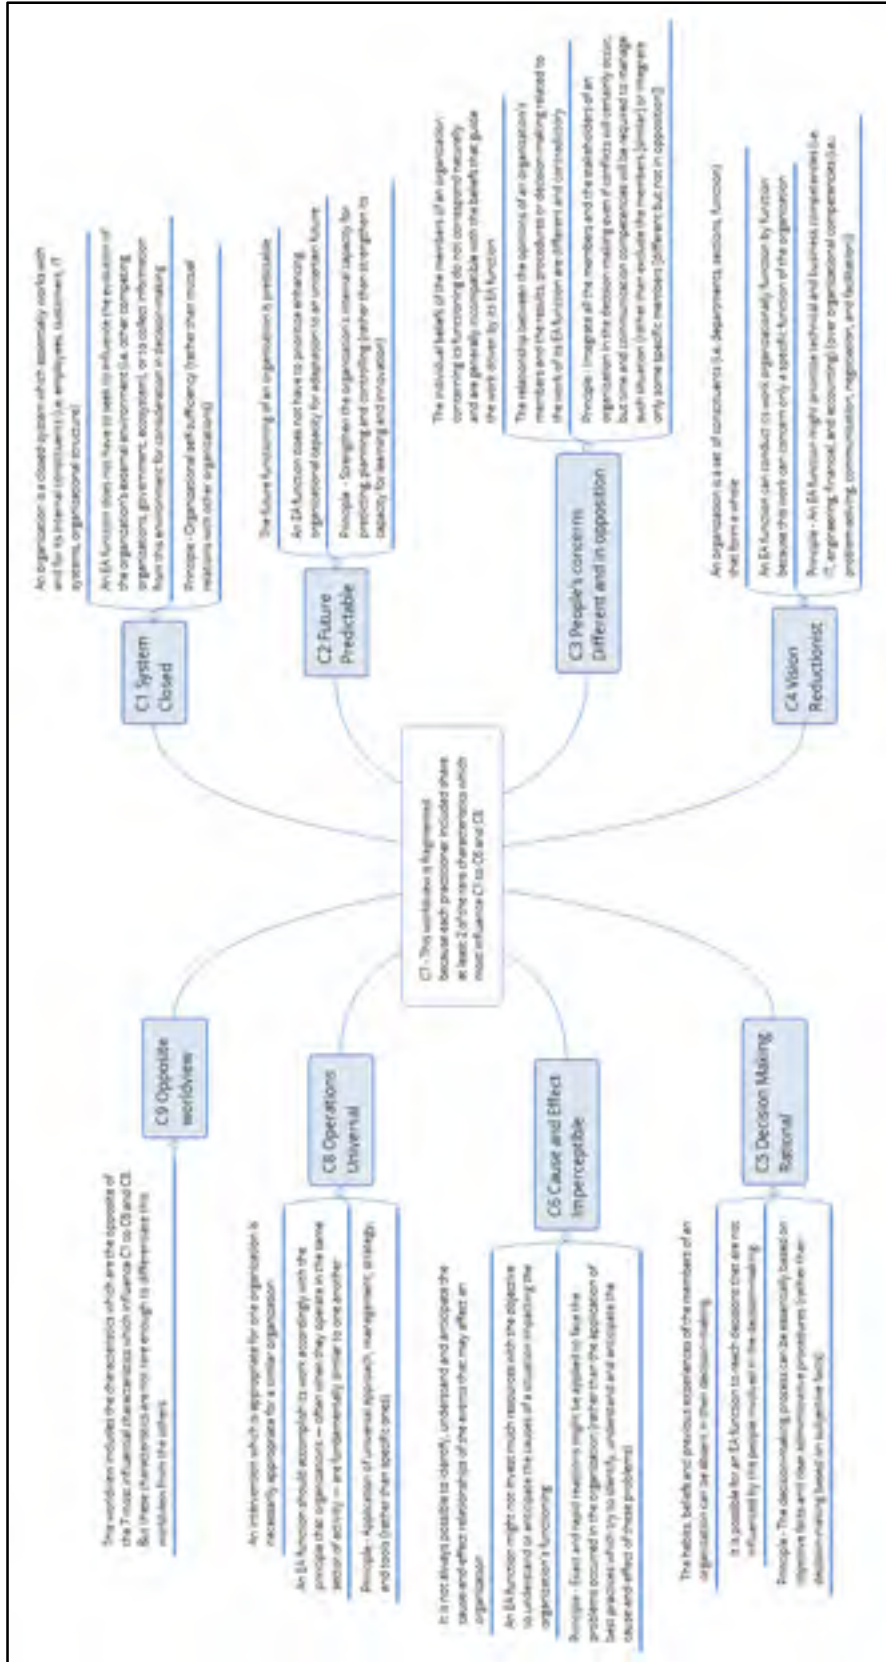 C9 Opposite
worldview
This worldview includes the characteristics which are the opposite of
the 7 most influential characteristics which influence C1 to C6 and C8.
But these characteristics are not rare enough to differentiate this
worldview from the others
C8 Operations
Universal
An intervention which is appropriate for one organization is
necessarily appropriate for a similar organization
An EA function should accomplish its work accordingly with the
principle that organizations — often when they operate in the same
sector of activity — are fundamentally similar to one another
Principle - Application of universal approach, management, strategy,
and tools (rather than specific ones)
C6 Cause and Effect
Imperceptible
It is not always possible to identify, understand and anticipate the
cause-and-effect relationships of the events that may affect an
organization
An EA function might not invest much resources with the objective
to understand or anticipate the causes of a situation impacting the
organization's functioning
Principle - Exact and rapid reactions might be applied to face the
problems occurred in the organization (rather than the application of
best practices which try to identify, understand and anticipate the
cause and effect of these problems)
C5 Decision Making
Rational
The habits, beliefs and previous experiences of the members of an
organization can be absent in their decision-making
It is possible for an EA function to reach decisions that are not
influenced by the people involved in the decision-making
Principle - The decision-making process can be essentially based on
objective facts and clear administrative procedures (rather than
decision-making based on subjective facts)
C7 - This worldview is fragmented
because each practitioner included share
at least 2 of the rare characteristics which
most influence C1 to C6 and C8
C1 System
Closed
An organization is a closed system which essentially works with
and for its internal constituents (i.e. employees, customers, IT
systems, organizational structure)
An EA function does not have to seek to influence the evolution of
the organization's external environment (i.e. other competing
organizations, government, ecosystem), or to collect information
from this environment for consideration in decision-making
Principle - Organizational self-sufficiency (rather than mutual
relations with other organizations)
C2 Future
Predictable
The future functioning of an organization is predictable
An EA function does not have to prioritize enhancing
organizational capacity for adaptation to an uncertain future
Principle - Strengthen the organization's internal capacity for
predicting, planning and controlling (rather than strengthen its
capacity for learning and innovation)
C3 People's concerns
Different and in opposition
The individual beliefs of the members of an organization
concerning its functioning do not correspond naturally
and are generally incompatible with the beliefs that guide
the work driven by its EA function
The relationship between the opinions of an organization's
members and the results, procedures or decision-making related to
the work of its EA function are different and contradictory
Principle - Integrate all the members and the stakeholders of an
organization in the decision making even if conflicts will certainly occur,
but time and communication competences will be required to manage
such situation (rather than exclude the members [similar] or integrate
only some specific members [different but not in opposition])
C4 Vision
Reductionist
An organization is a set of constituents (i.e. departments, sections, function)
that form a whole
An EA function can conduct its work organizationally function by function
because this work can concern only a specific function of the organization
Principle - An EA function might prioritize technical and business competencies (i.e.
IT, engineering, financial, and accounting) (over organizational competencies (i.e.:
problem-solving, communication, negotiation, and facilitation))